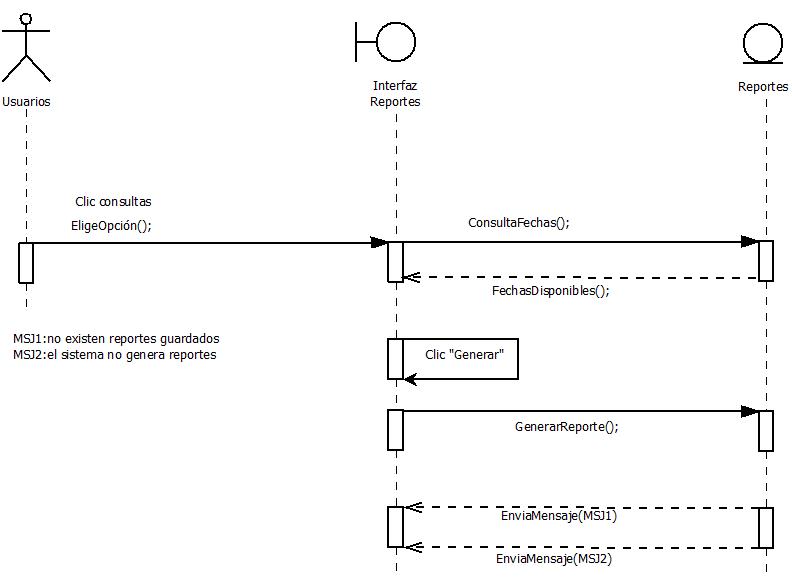 Usuarios
Interfaz
Reportes
Reportes
Clic consultas
EligeOpción();
ConsultaFechas();
FechasDisponibles();
MSJ1:no existen reportes guardados
MSJ2:el sistema no genera reportes
Clic "Generar"
GenerarReporte();
EnviaMensaje(MSJ1)
EnviaMensaje(MSJ2)